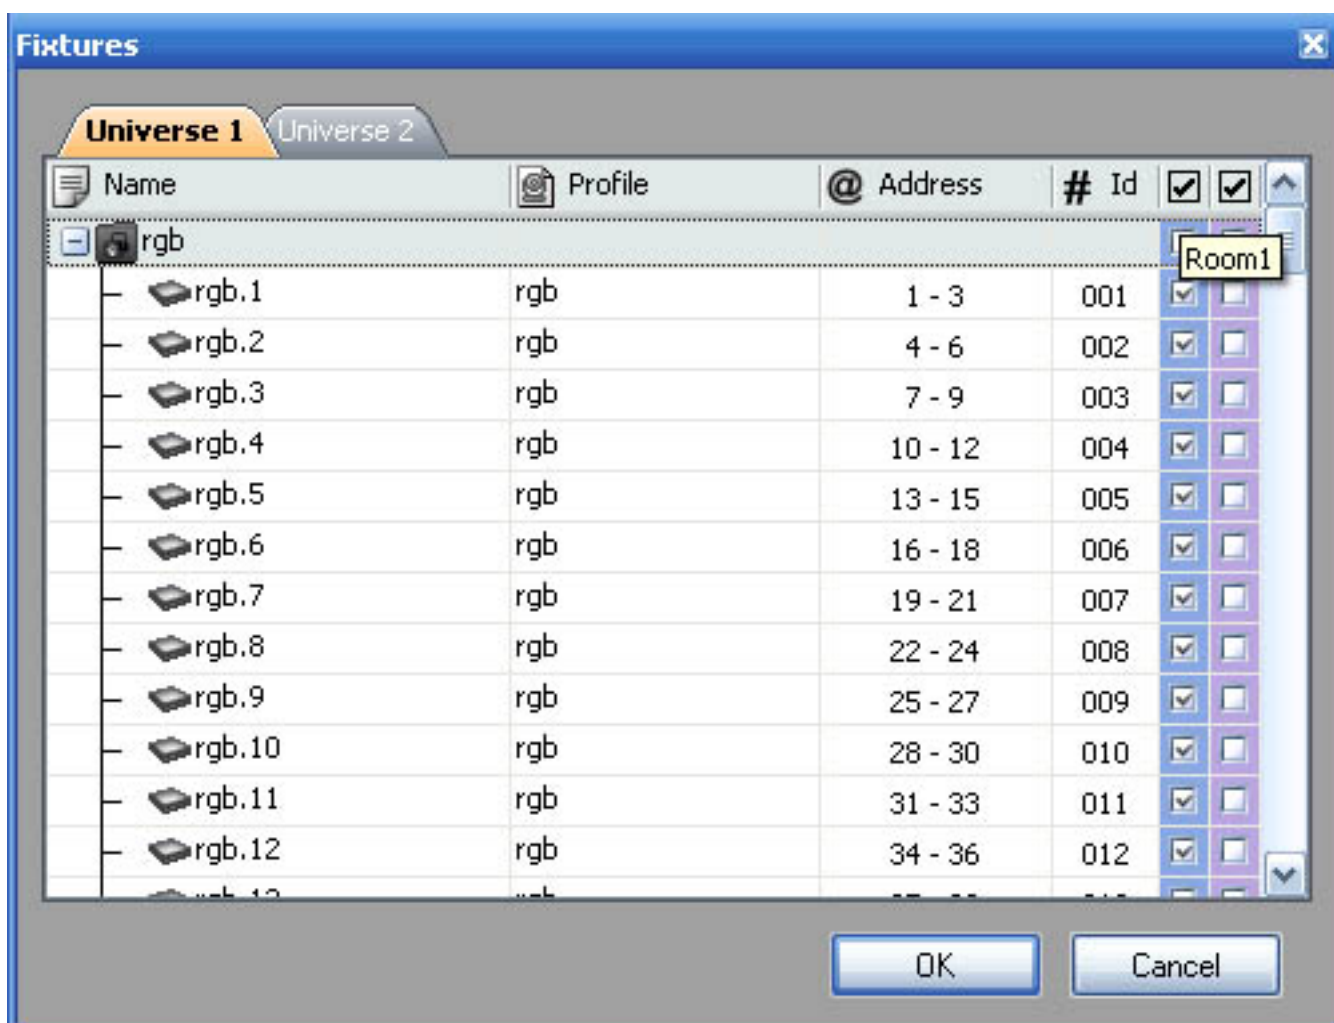 Fixtures
Universe 1 Universe 2
Name Profile @ Address # Id
rgb
Room1
rgb.1 rgb 1 - 3 001
rgb.2 rgb 4 - 6 002
rgb.3 rgb 7 - 9 003
rgb.4 rgb 10 - 12 004
rgb.5 rgb 13 - 15 005
rgb.6 rgb 16 - 18 006
rgb.7 rgb 19 - 21 007
rgb.8 rgb 22 - 24 008
rgb.9 rgb 25 - 27 009
rgb.10 rgb 28 - 30 010
rgb.11 rgb 31 - 33 011
rgb.12 rgb 34 - 36 012
OK Cancel